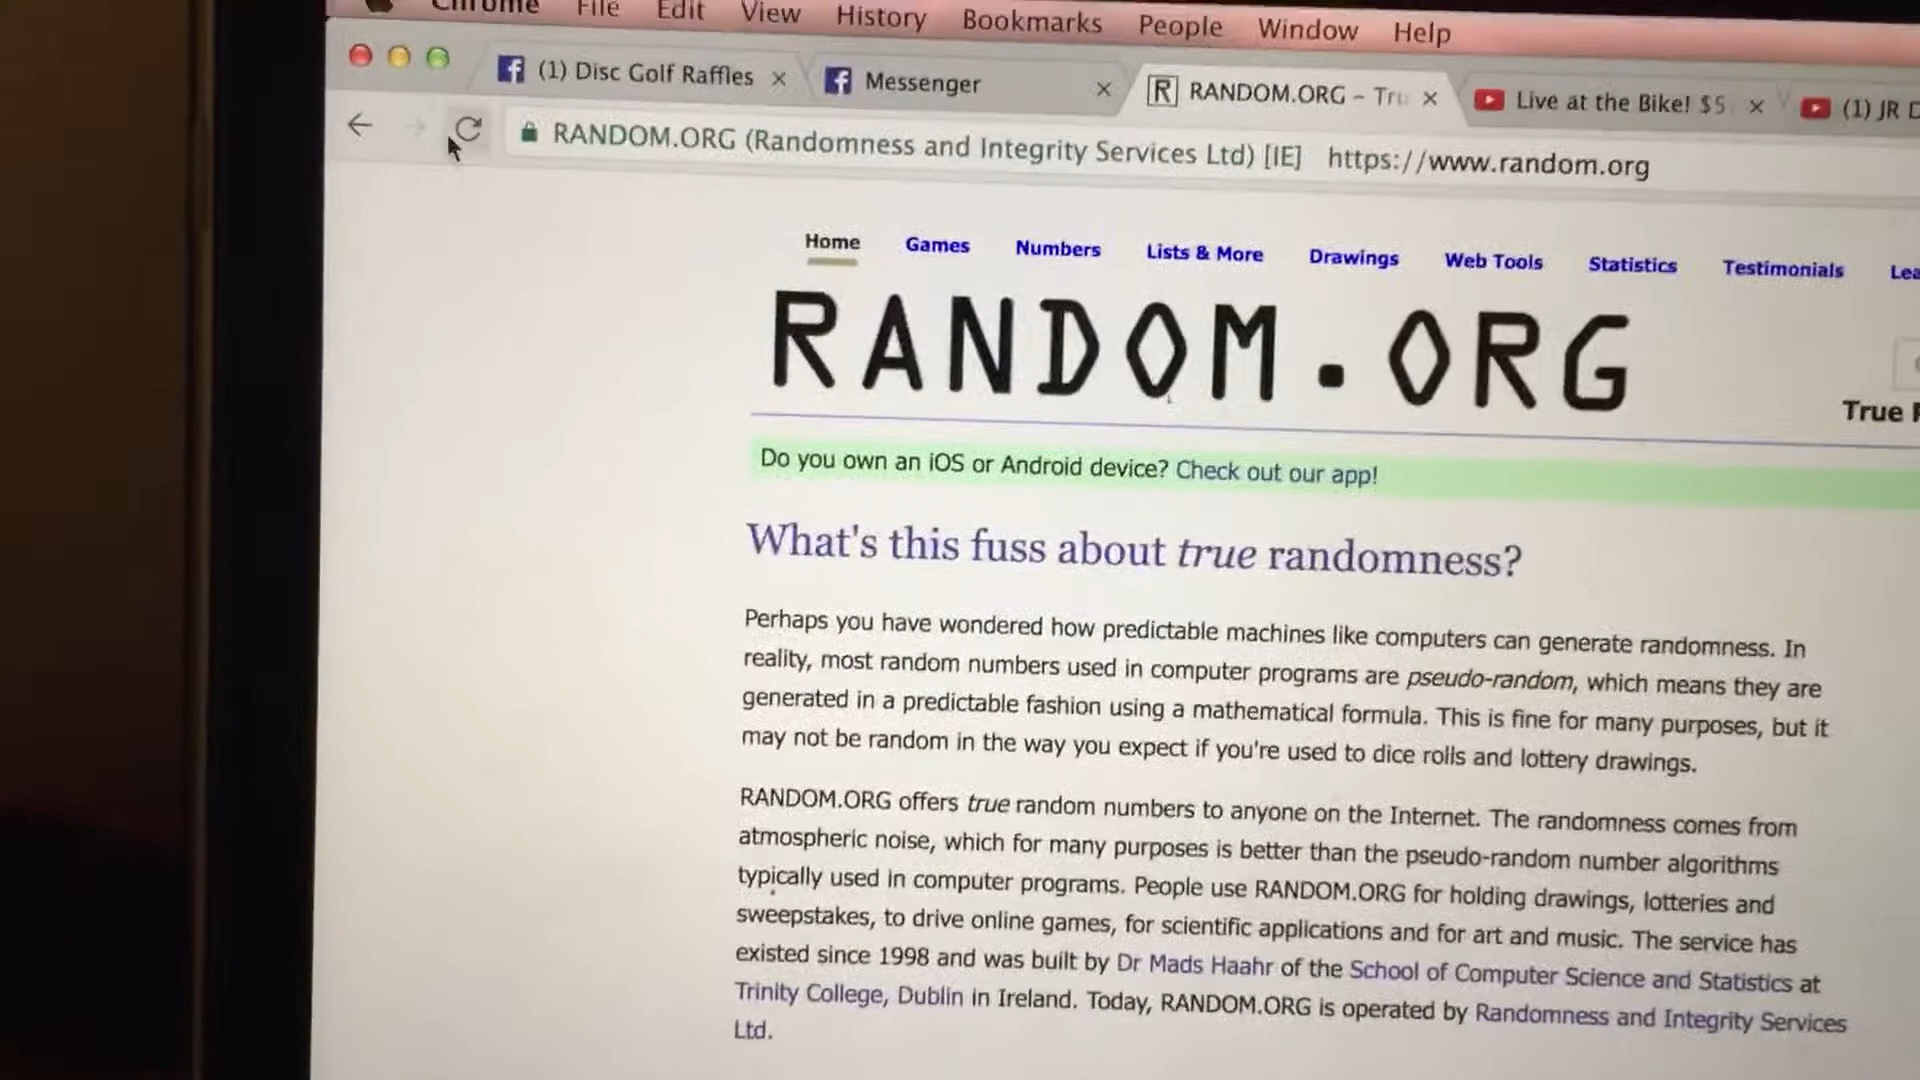 Chrome File Edit View History Bookmarks People Window Help
(1) Disc Golf Raffles Messenger RANDOM.ORG - Tru Live at the Bike! $5 (1) JR D
RANDOM.ORG (Randomness and Integrity Services Ltd) [IE] https://www.random.org
Home Games Numbers Lists & More Drawings Web Tools Statistics Testimonials Lea
RANDOM.ORG
True
Do you own an iOS or Android device? Check out our app!
What's this fuss about true randomness?
Perhaps you have wondered how predictable machines like computers can generate randomness. In
reality, most random numbers used in computer programs are pseudo-random, which means they are
generated in a predictable fashion using a mathematical formula. This is fine for many purposes, but it
may not be random in the way you expect if you're used to dice rolls and lottery drawings.
RANDOM.ORG offers true random numbers to anyone on the Internet. The randomness comes from
atmospheric noise, which for many purposes is better than the pseudo-random number algorithms
typically used in computer programs. People use RANDOM.ORG for holding drawings, lotteries and
sweepstakes, to drive online games, for scientific applications and for art and music. The service has
existed since 1998 and was built by Dr Mads Haahr of the School of Computer Science and Statistics at
Trinity College, Dublin in Ireland. Today, RANDOM.ORG is operated by Randomness and Integrity Services
Ltd.